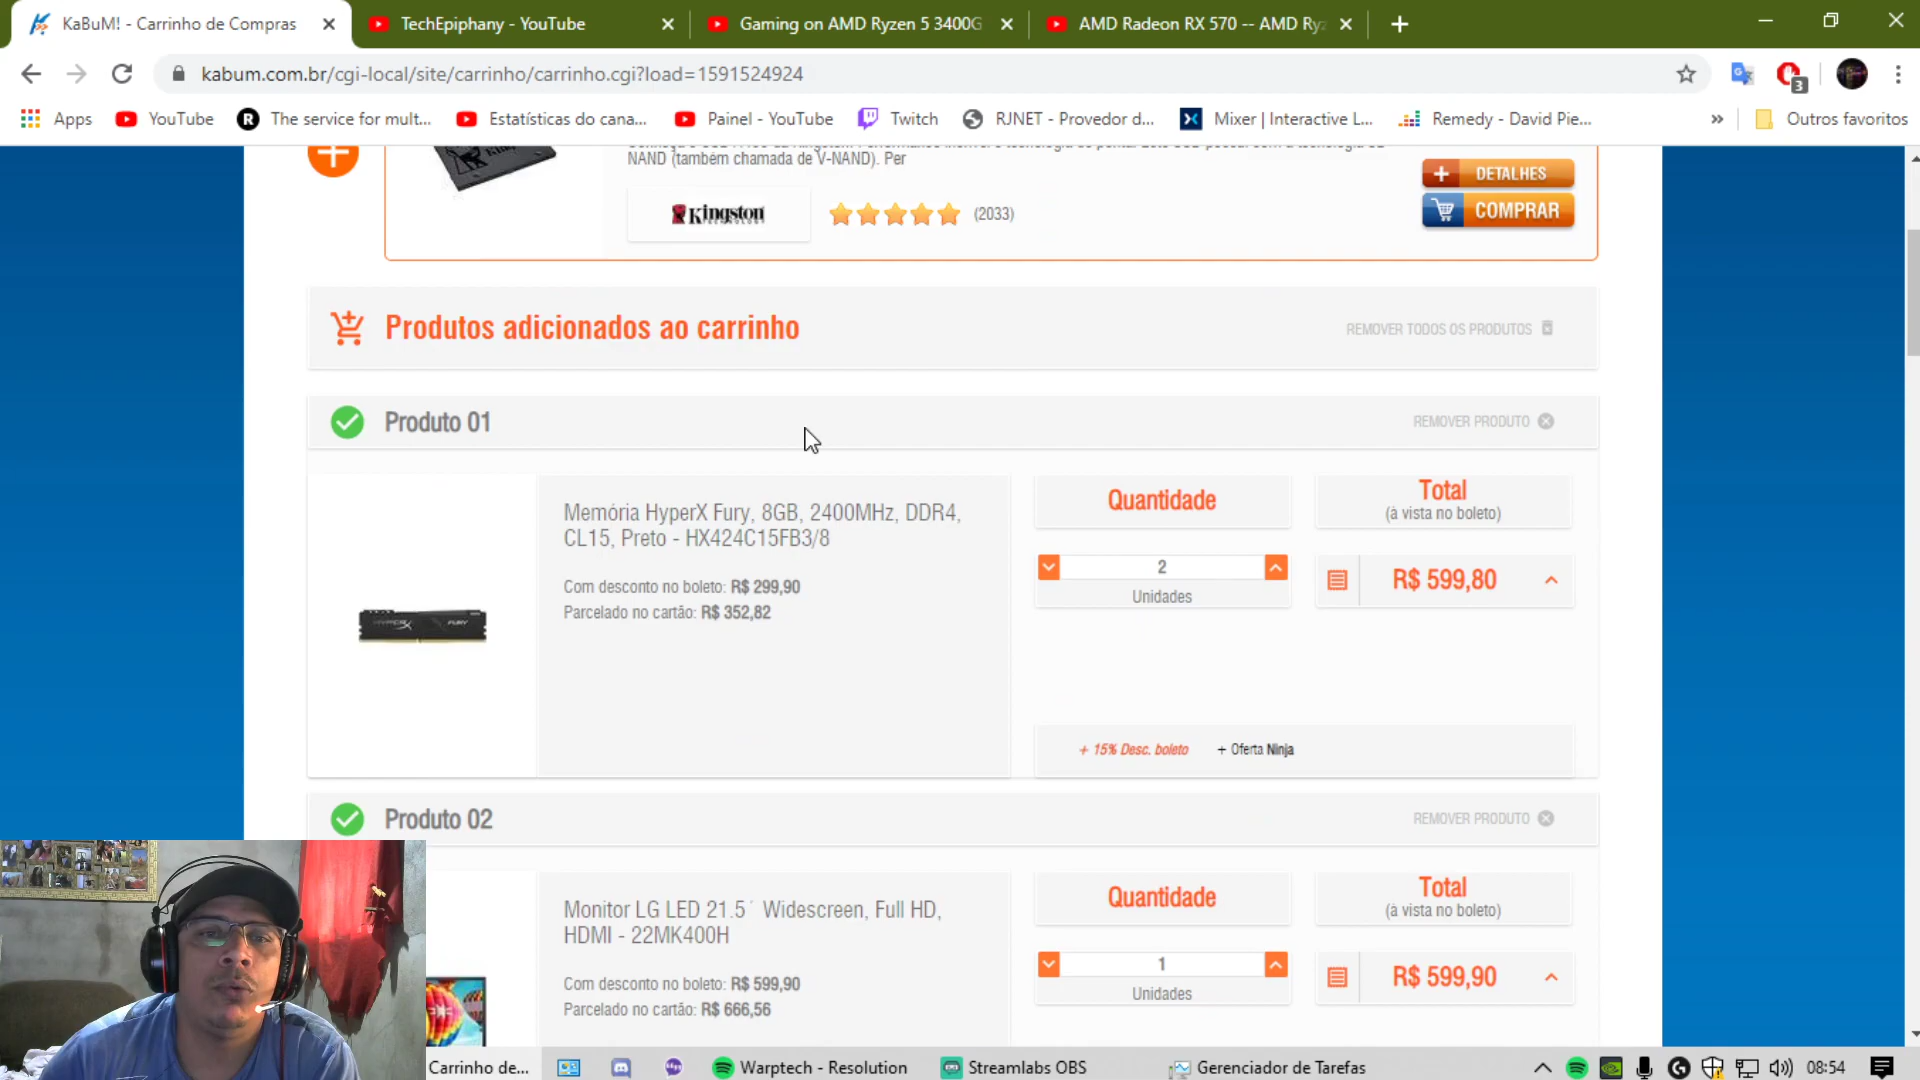 KaBuM! - Carrinho de Compras
TechEpiphany - YouTube
Gaming on AMD Ryzen 5 3400G
AMD Radeon RX 570 -- AMD Ryz
kabum.com.br/cgi-local/site/carrinho/carrinho.cgi?load=1591524924
3
Apps
YouTube
The service for mult...
Estatísticas do cana...
Painel - YouTube
Twitch
RJNET - Provedor d...
Mixer | Interactive L...
Remedy - David Pie...
»
Outros favoritos
NAND (também chamada de V-NAND). Per
Kingston
(2033)
DETALHES
COMPRAR
Produtos adicionados ao carrinho
REMOVER TODOS OS PRODUTOS
Produto 01
REMOVER PRODUTO
Memória HyperX Fury, 8GB, 2400MHz, DDR4,
CL15, Preto - HX424C15FB3/8
Com desconto no boleto: R$ 299,90
Parcelado no cartão: R$ 352,82
HYPERX FURY
Quantidade
2
Unidades
Total
(à vista no boleto)
R$ 599,80
+ 15% Desc. boleto + Oferta Ninja
Produto 02
REMOVER PRODUTO
Monitor LG LED 21.5´ Widescreen, Full HD,
HDMI - 22MK400H
Com desconto no boleto: R$ 599,90
Parcelado no cartão: R$ 666,56
Quantidade
1
Unidades
Total
(à vista no boleto)
R$ 599,90
Carrinho de...
Warptech - Resolution
Streamlabs OBS
Gerenciador de Tarefas
08:54